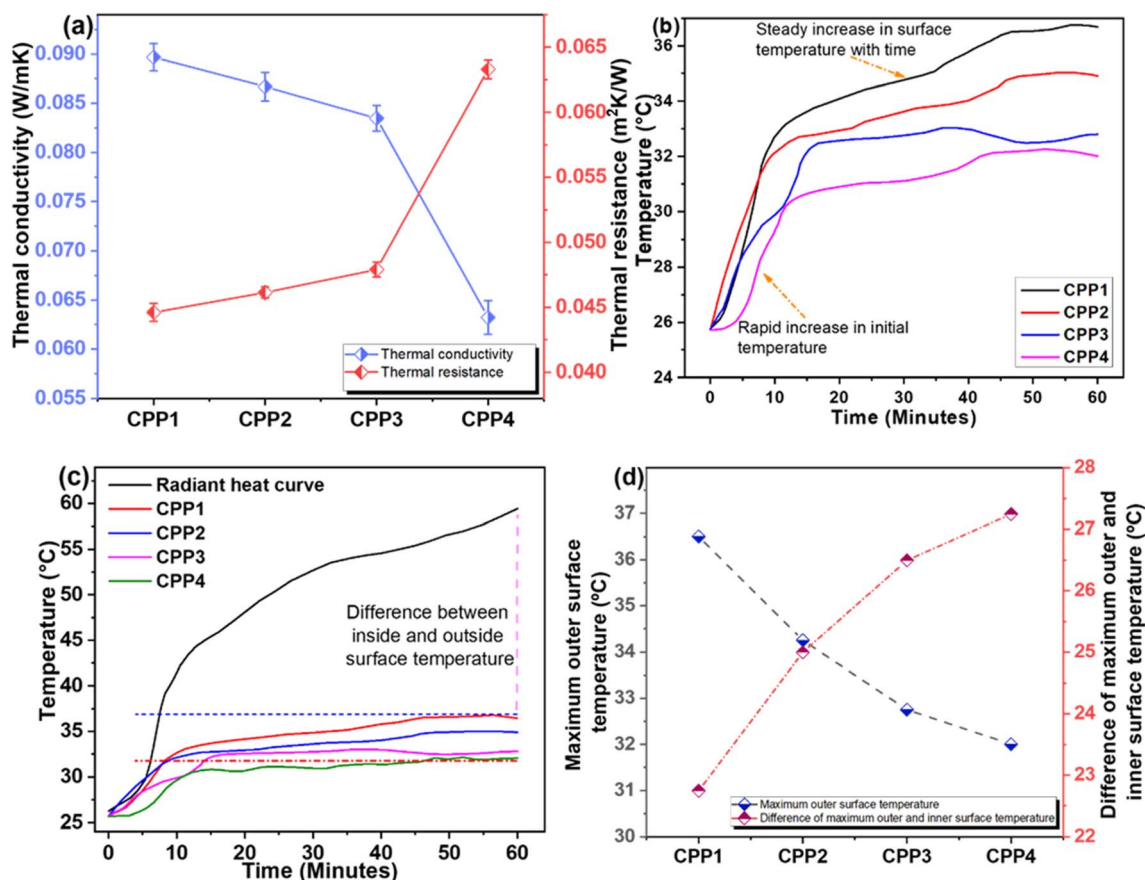 (a)
Thermal conductivity (W/mK)
0.090
0.085
0.080
0.075
0.070
0.065
0.060
0.055
0.065
0.060
0.055
0.050
0.045
0.040
Thermal resistance (m²K/W)
Thermal conductivity
Thermal resistance
CPP1 CPP2 CPP3 CPP4
(b)
Temperature (°C)
36
34
32
30
28
26
24
Steady increase in surface
temperature with time
Rapid increase in initial
temperature
CPP1
CPP2
CPP3
CPP4
0 10 20 30 40 50 60
Time (Minutes)
(c)
Temperature (°C)
60
55
50
45
40
35
30
25
Radiant heat curve
CPP1
CPP2
CPP3
CPP4
Difference between
inside and outside
surface temperature
0 10 20 30 40 50 60
Time (Minutes)
(d)
Maximum outer surface
temperature (ºC)
37
36
35
34
33
32
31
30
28
27
26
25
24
23
22
Difference of maximum outer and
inner surface temperature (ºC)
Maximum outer surface temperature
Difference of maximum outer and inner surface temperature
CPP1 CPP2 CPP3 CPP4